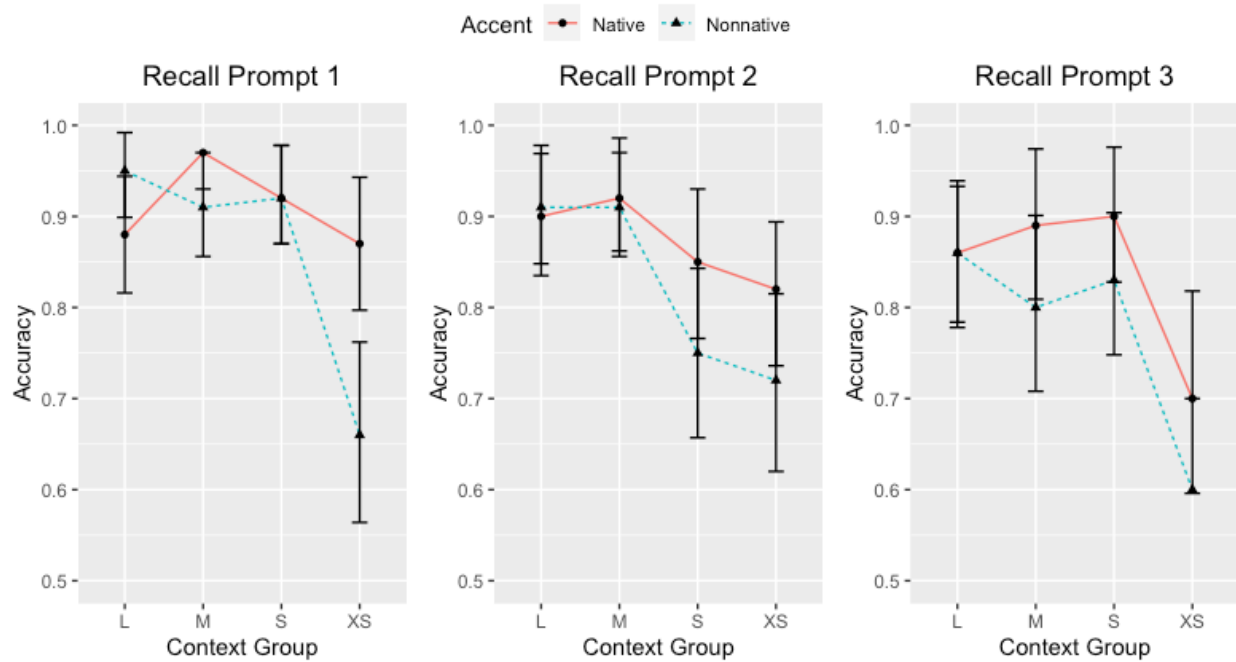 Accent Native Nonnative
Recall Prompt 1
1.0
0.9
0.8
0.7
0.6
0.5
Accuracy
L M S XS
Context Group
Recall Prompt 2
1.0
0.9
0.8
0.7
0.6
0.5
Accuracy
L M S XS
Context Group
Recall Prompt 3
1.0
0.9
0.8
0.7
0.6
0.5
Accuracy
L M S XS
Context Group